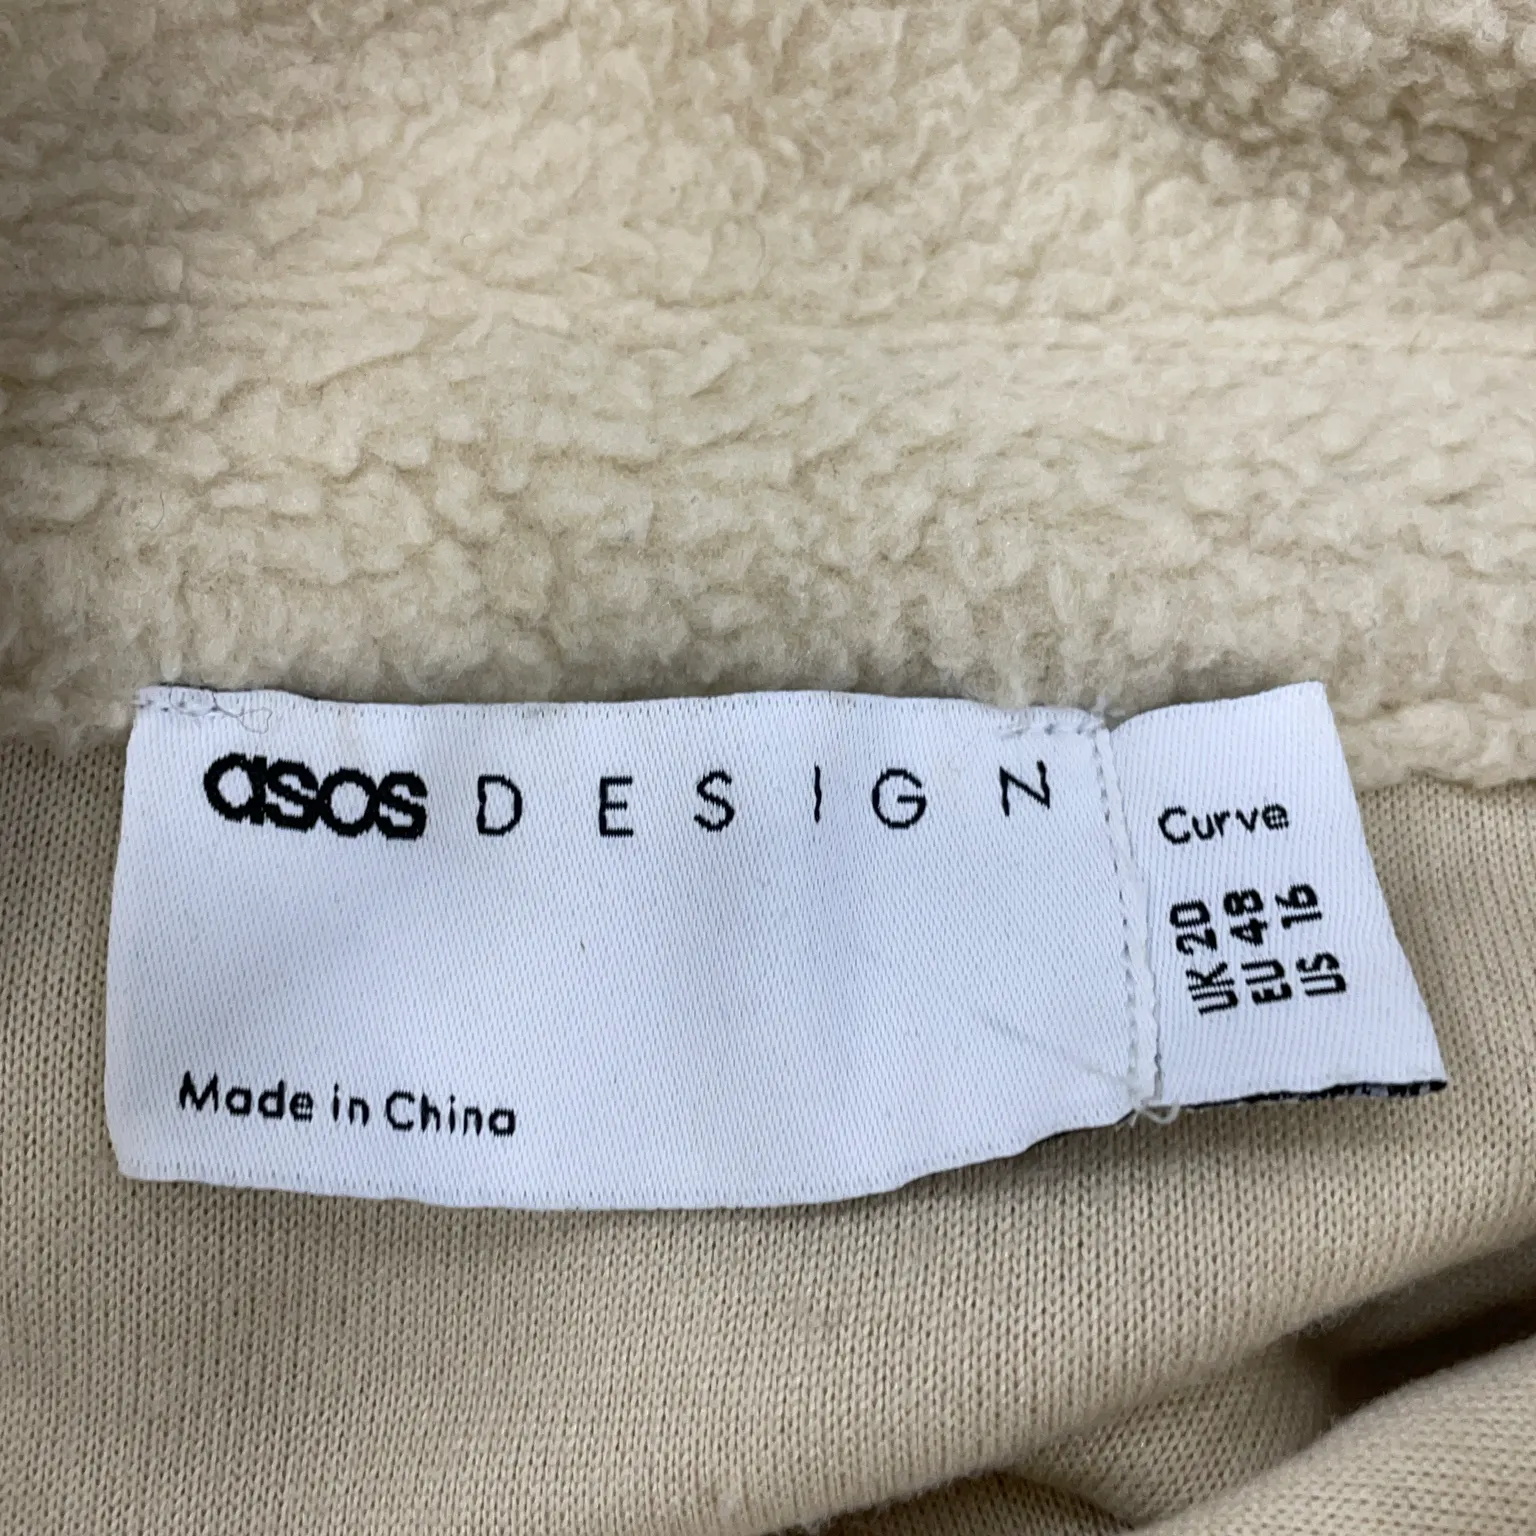 asos DESIGN
Made in China
Curve
UK 20
EU 48
US 16